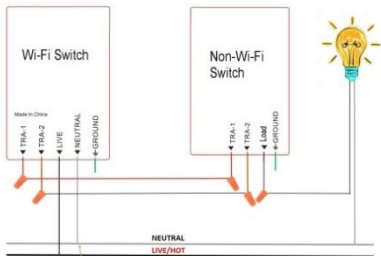 Wi-Fi Switch
Made In China
TRA-1
TRA-2
LIVE
NEUTRAL
GROUND
Non-Wi-Fi
Switch
TRA-1
TRA-2
Load
GROUND
NEUTRAL
LIVE/HOT